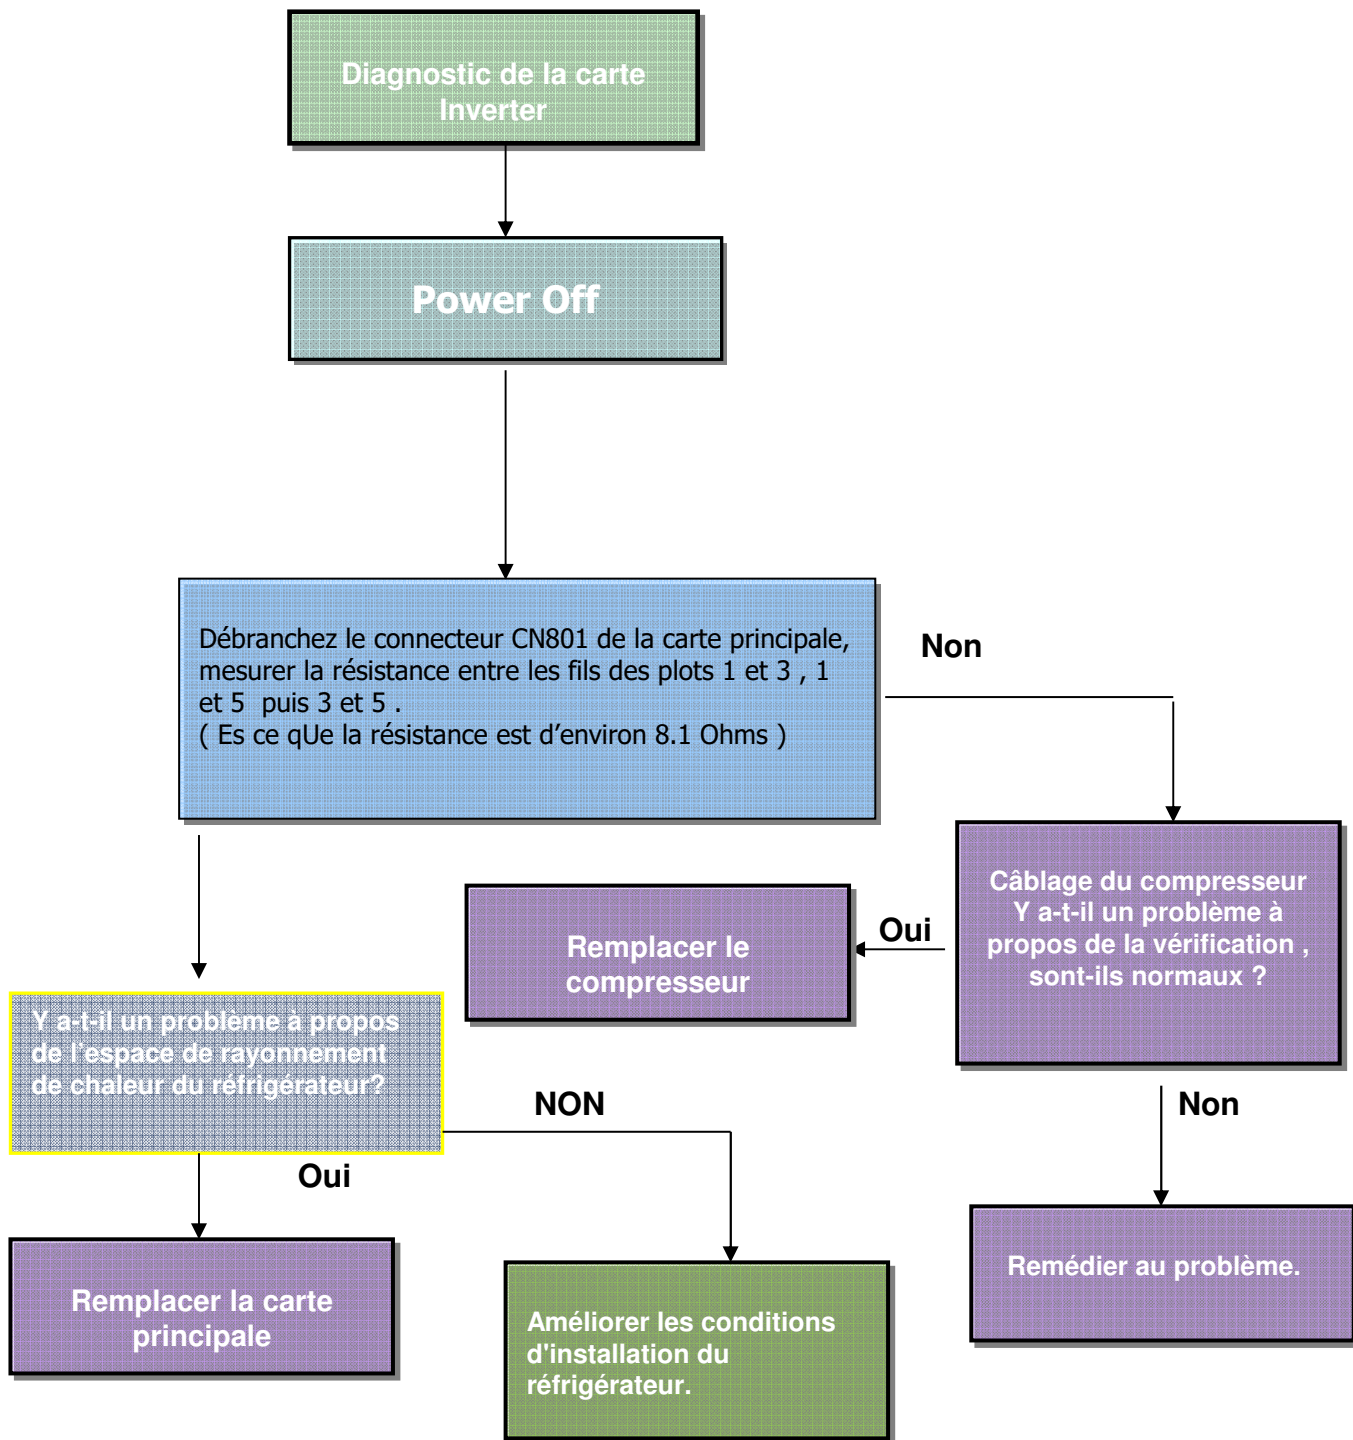 Diagnostic de la carte
Inverter
Power Off
Débranchez le connecteur CN801 de la carte principale,
mesurer la résistance entre les fils des plots 1 et 3 , 1
et 5 puis 3 et 5 .
( Es ce qUe la résistance est d’environ 8.1 Ohms )
Non
Câblage du compresseur
Y a-t-il un problème à
propos de la vérification ,
sont-ils normaux ?
Oui
Remplacer le
compresseur
Y a-t-il un problème à propos
de l'espace de rayonnement
de chaleur du réfrigérateur?
NON
Non
Oui
Remplacer la carte
principale
Améliorer les conditions
d'installation du
réfrigérateur.
Remédier au problème.